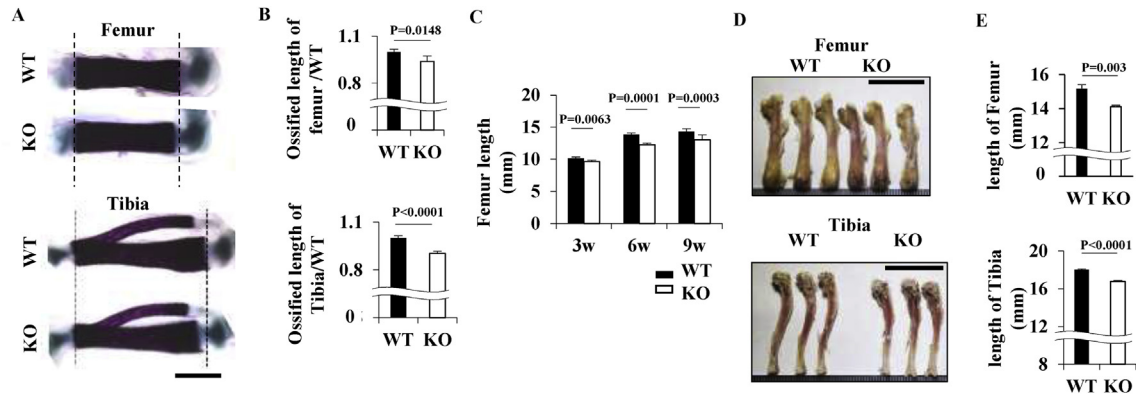 A
Femur
WT
KO
Tibia
WT
KO
B
Ossified length of
femur /WT
1.1
0.8
0
P=0.0148
WT KO
Ossified length of
Tibia/WT
1.1
0.8
0
P<0.0001
WT KO
C
Femur length
(mm)
20
15
10
5
0
P=0.0063
P=0.0001
P=0.0003
3w 6w 9w
WT
KO
D
Femur
WT KO
Tibia
WT KO
E
length of Femur
(mm)
16
14
12
0
P=0.003
WT KO
length of Tibia
(mm)
20
18
16
8
P<0.0001
WT KO